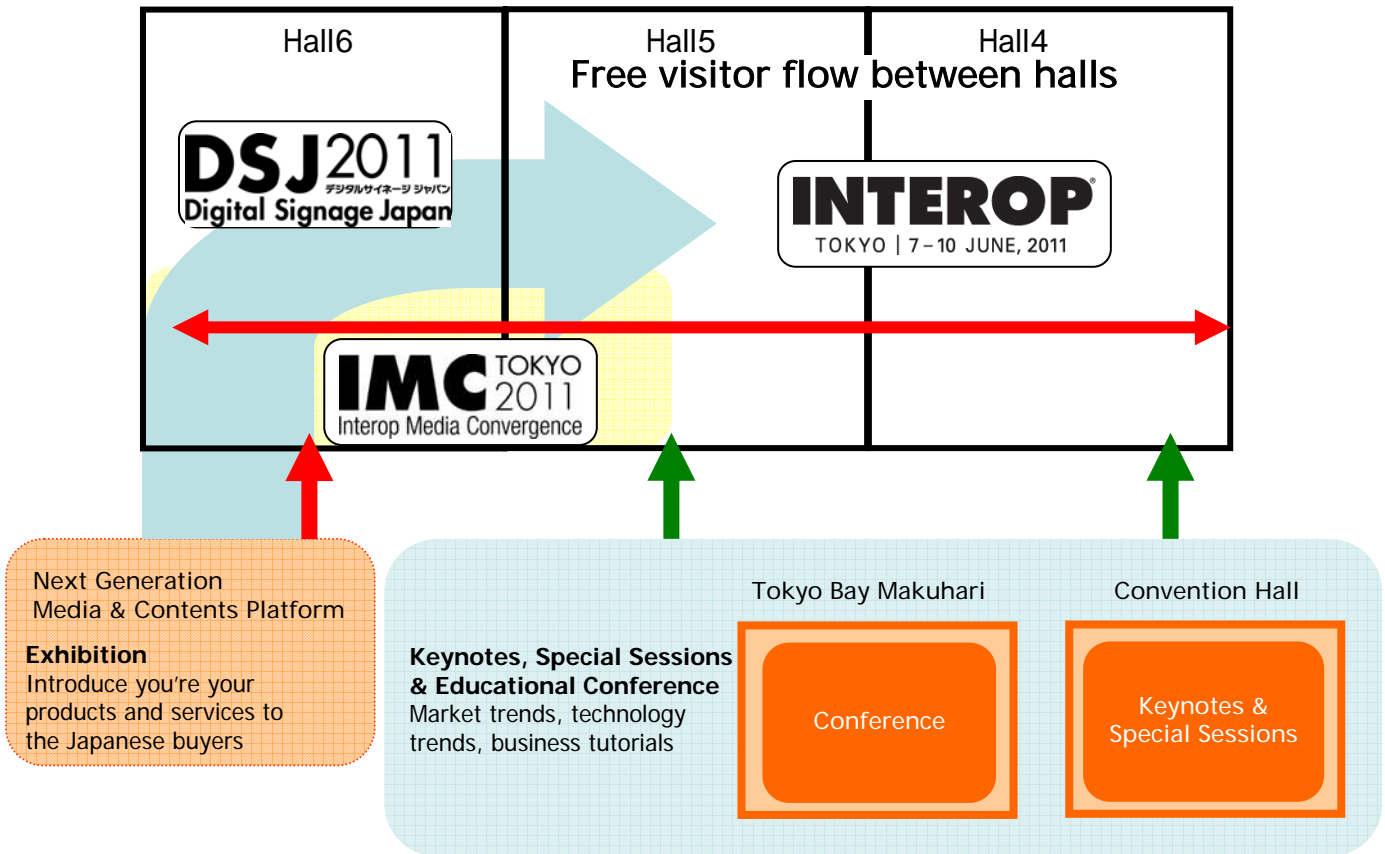 Hall6
Hall5
Hall4
Free visitor flow between halls
DSJ2011
デジタルサイネージ ジャパン
Digital Signage Japan
INTEROP®
TOKYO | 7–10 JUNE, 2011
IMC TOKYO
2011
Interop Media Convergence
Next Generation
Media & Contents Platform
Exhibition
Introduce you're your
products and services to
the Japanese buyers
Keynotes, Special Sessions
& Educational Conference
Market trends, technology
trends, business tutorials
Tokyo Bay Makuhari
Conference
Convention Hall
Keynotes &
Special Sessions